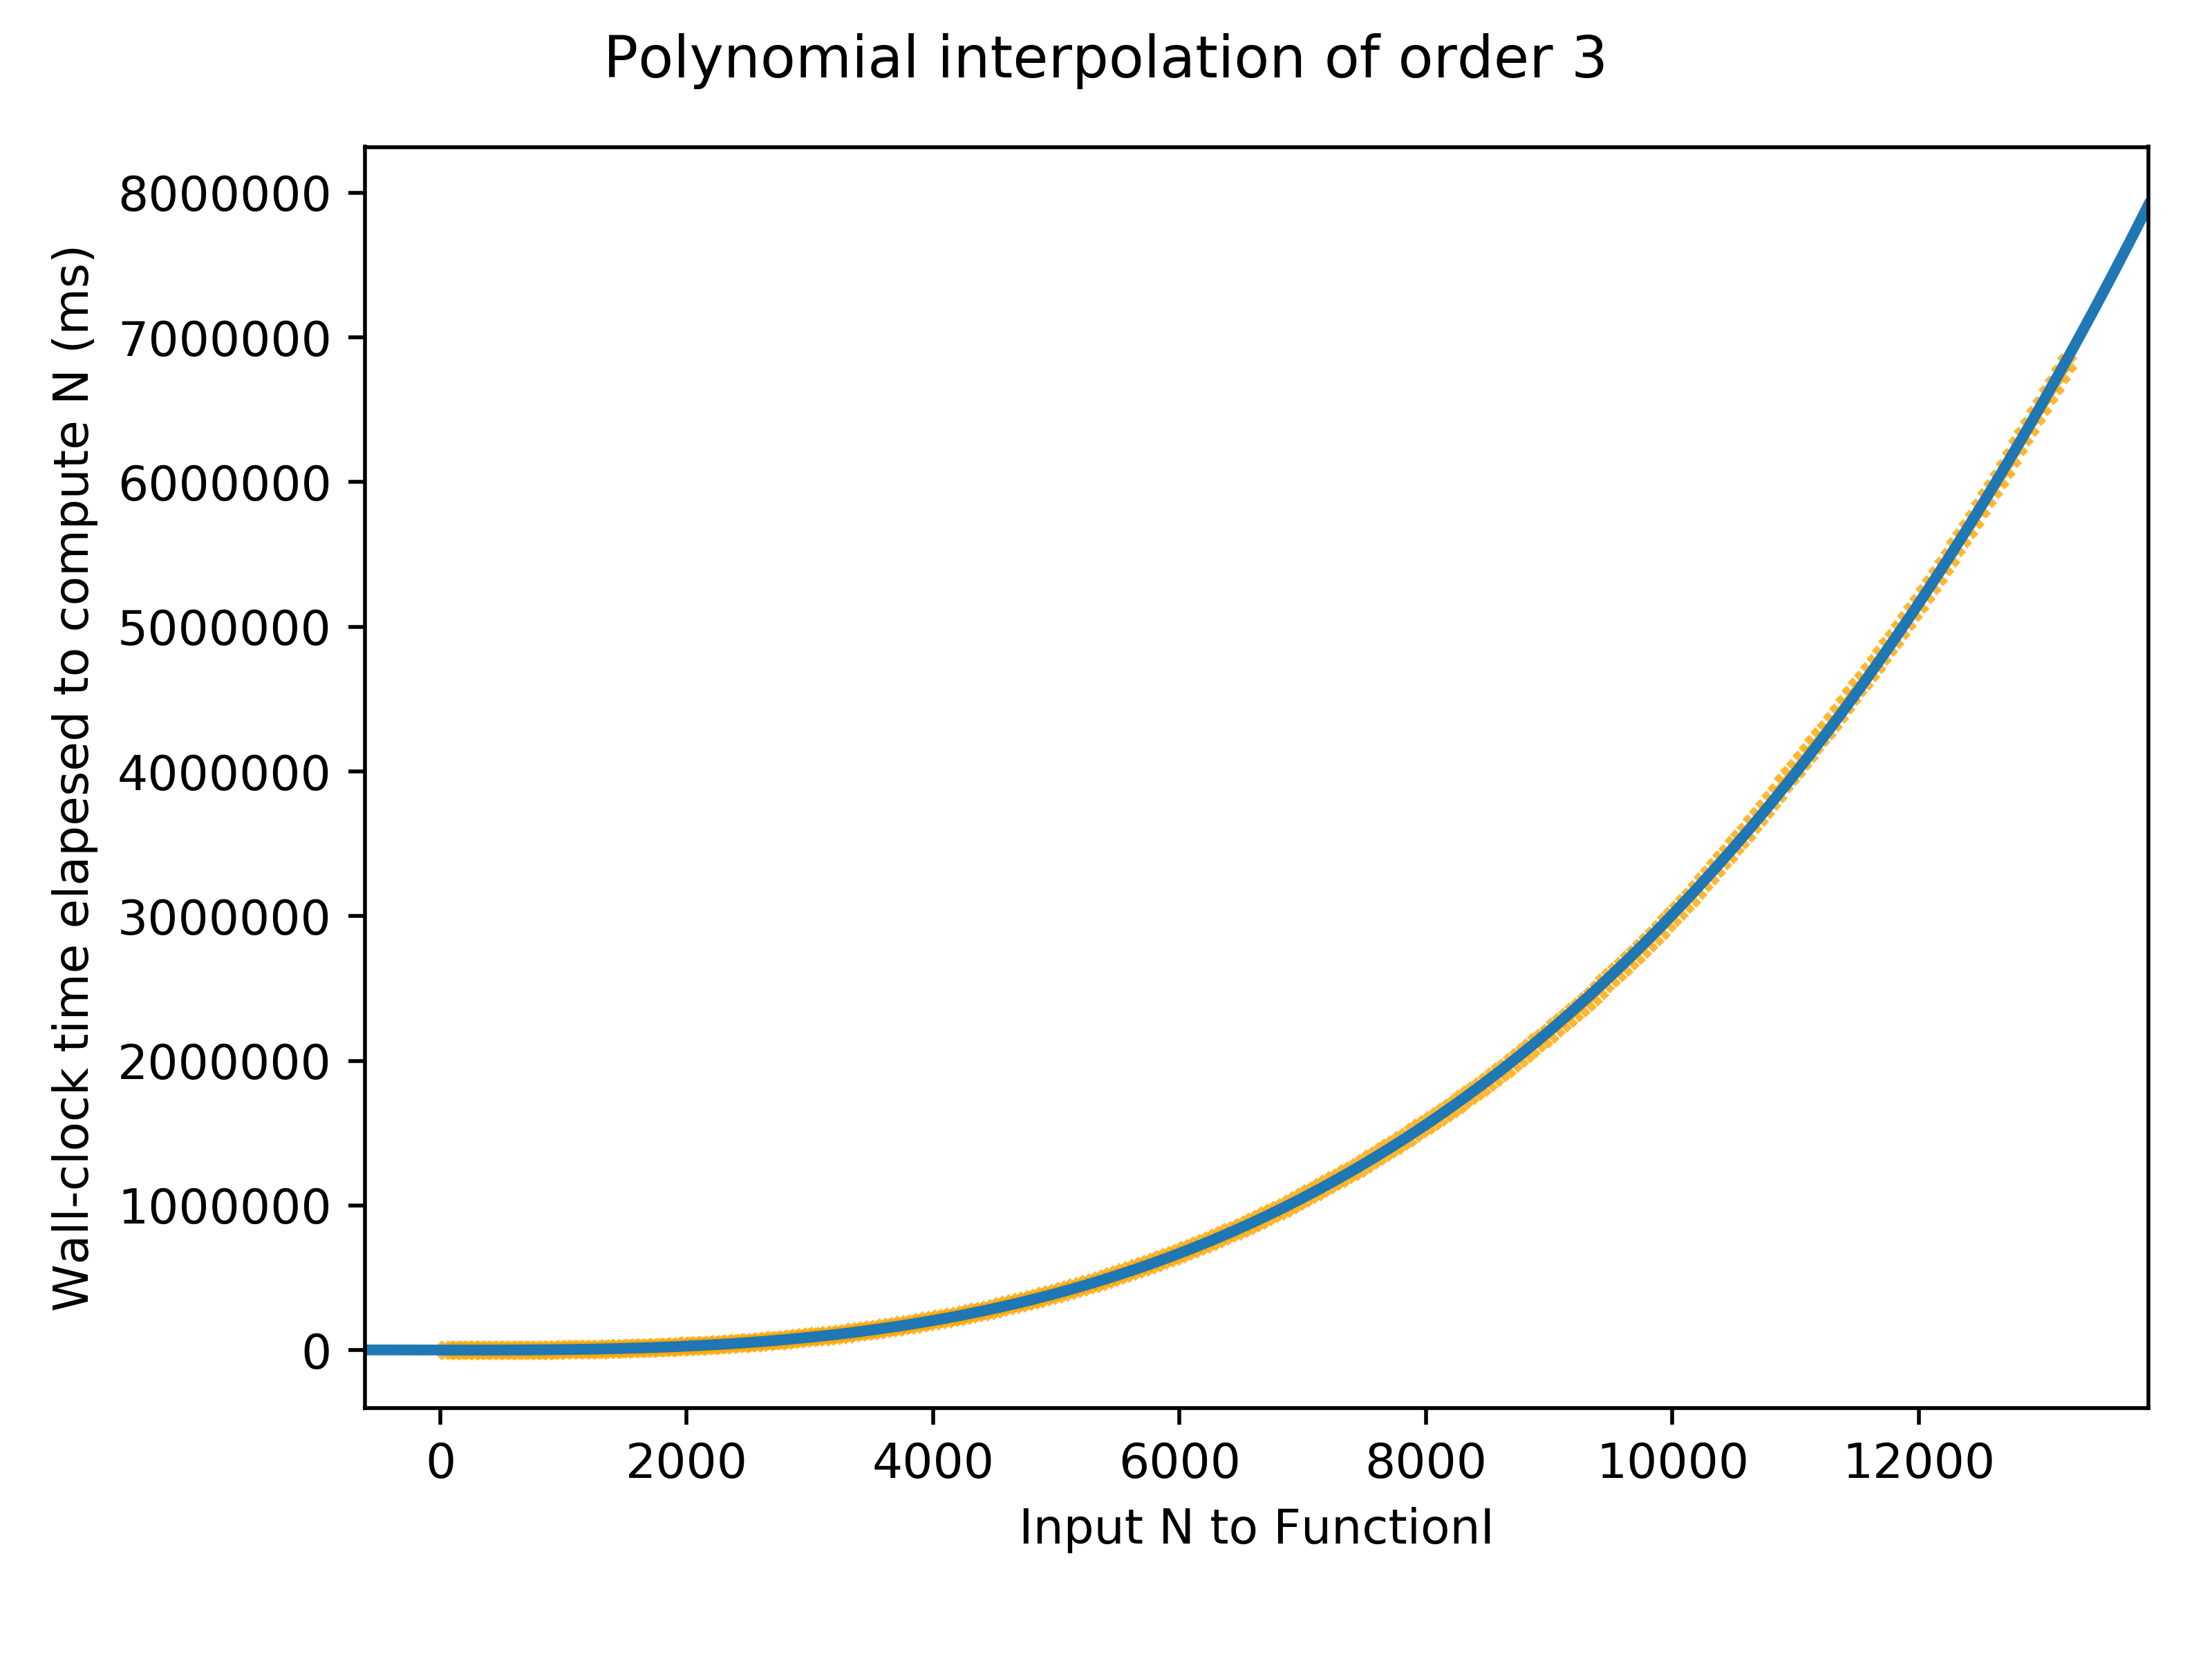 Polynomial interpolation of order 3
Wall-clock time elapesed to compute N (ms)
8000000
7000000
6000000
5000000
4000000
3000000
2000000
1000000
0
0 2000 4000 6000 8000 10000 12000
Input N to FunctionI